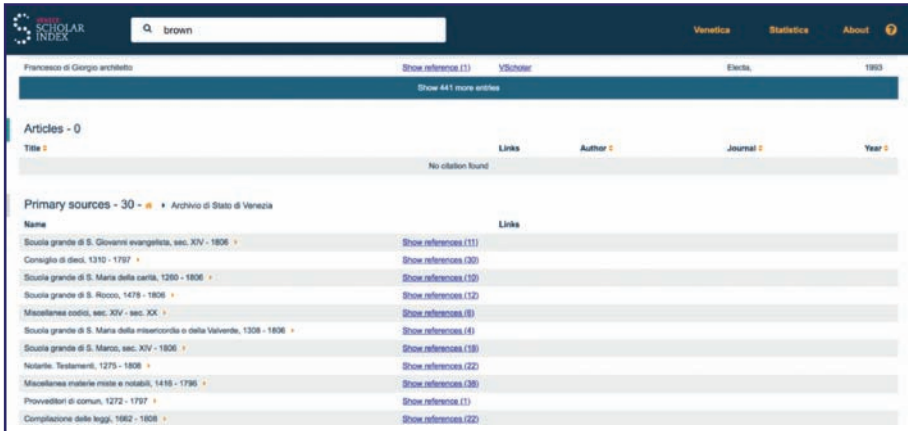 VENICE
SCHOLAR
INDEX
brown
Venetica Statistics About ?
Francesco di Giorgio architetto Show reference (1) VScholar Electa, 1993
Show 441 more entries
Articles - 0
Title Links Author Journal Year
No citation found
Primary sources - 30 - Archivio di Stato di Venezia
Name Links
Scuola grande di S. Giovanni evangelista, sec. XIV - 1806 Show references (11)
Consiglio di dieci, 1310 - 1797 Show references (30)
Scuola grande di S. Maria della carità, 1260 - 1806 Show references (10)
Scuola grande di S. Rocco, 1478 - 1806 Show references (12)
Miscellanea codici, sec. XIV - sec. XX Show references (6)
Scuola grande di S. Maria della misericordia o della Valverde, 1308 - 1806 Show references (4)
Scuola grande di S. Marco, sec. XIV - 1806 Show references (18)
Notarile. Testamenti, 1275 - 1808 Show references (22)
Miscellanea materie miste e notabili, 1416 - 1796 Show references (38)
Provveditori di comun, 1272 - 1797 Show reference (1)
Compilazione delle leggi, 1662 - 1808 Show references (22)